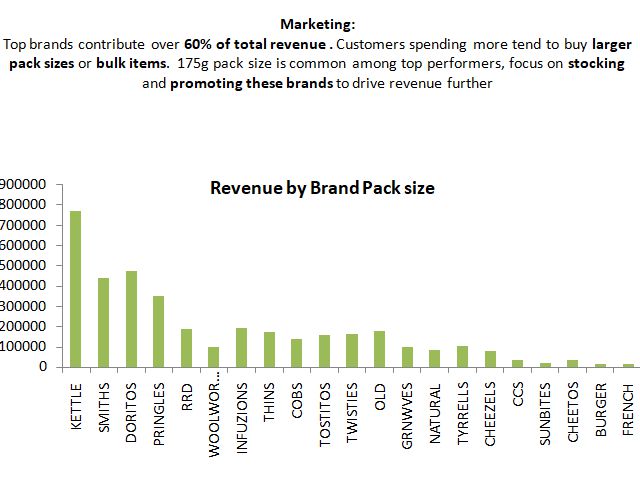 Marketing:
Top brands contribute over 60% of total revenue . Customers spending more tend to buy larger
pack sizes or bulk items.  175g pack size is common among top performers, focus on stocking
and promoting these brands to drive revenue further
Revenue by Brand Pack size
900000
800000
700000
600000
500000
400000
300000
200000
100000
0
KETTLE
SMITHS
DORITOS
PRINGLES
RRD
WOOLWOR...
INFUZIONS
THINS
COBS
TOSTITOS
TWISTIES
OLD
GRNWVES
NATURAL
TYRRELLS
CHEEZELS
CCS
SUNBITES
CHEETOS
BURGER
FRENCH